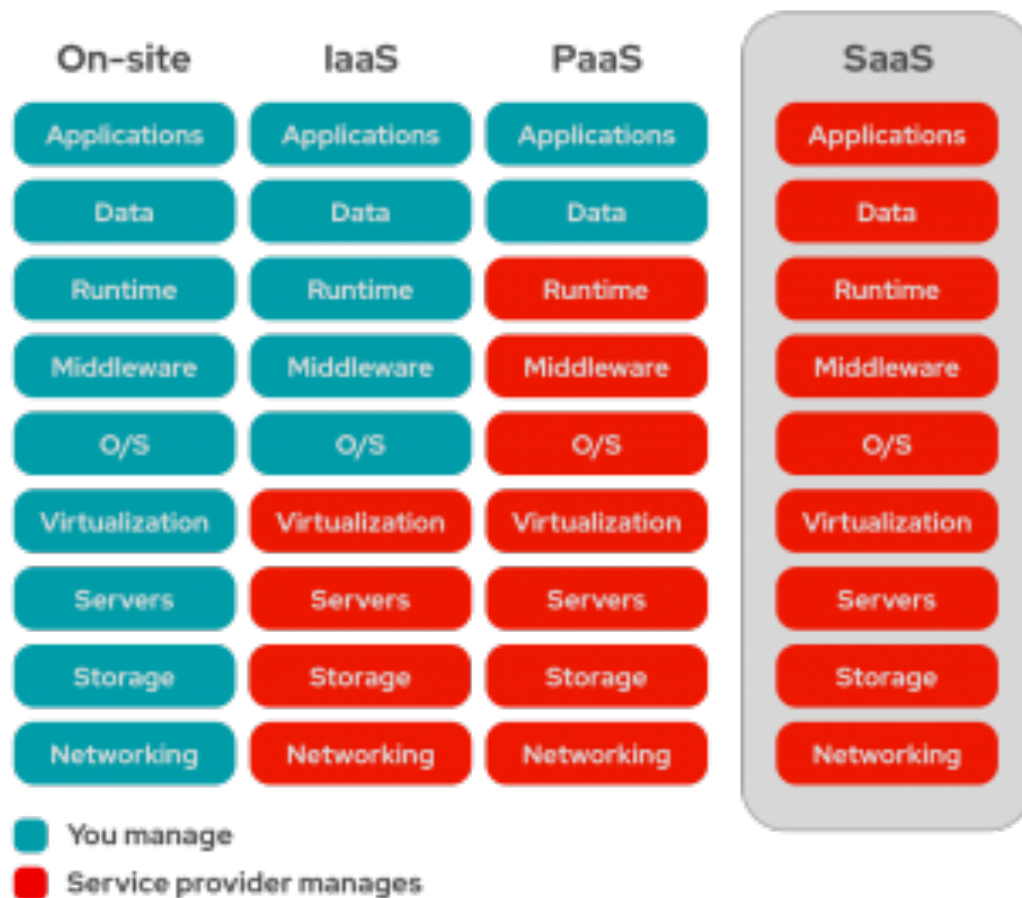 On-site IaaS PaaS SaaS
Applications Applications Applications Applications
Data Data Data Data
Runtime Runtime Runtime Runtime
Middleware Middleware Middleware Middleware
O/S O/S O/S O/S
Virtualization Virtualization Virtualization Virtualization
Servers Servers Servers Servers
Storage Storage Storage Storage
Networking Networking Networking Networking
You manage
Service provider manages